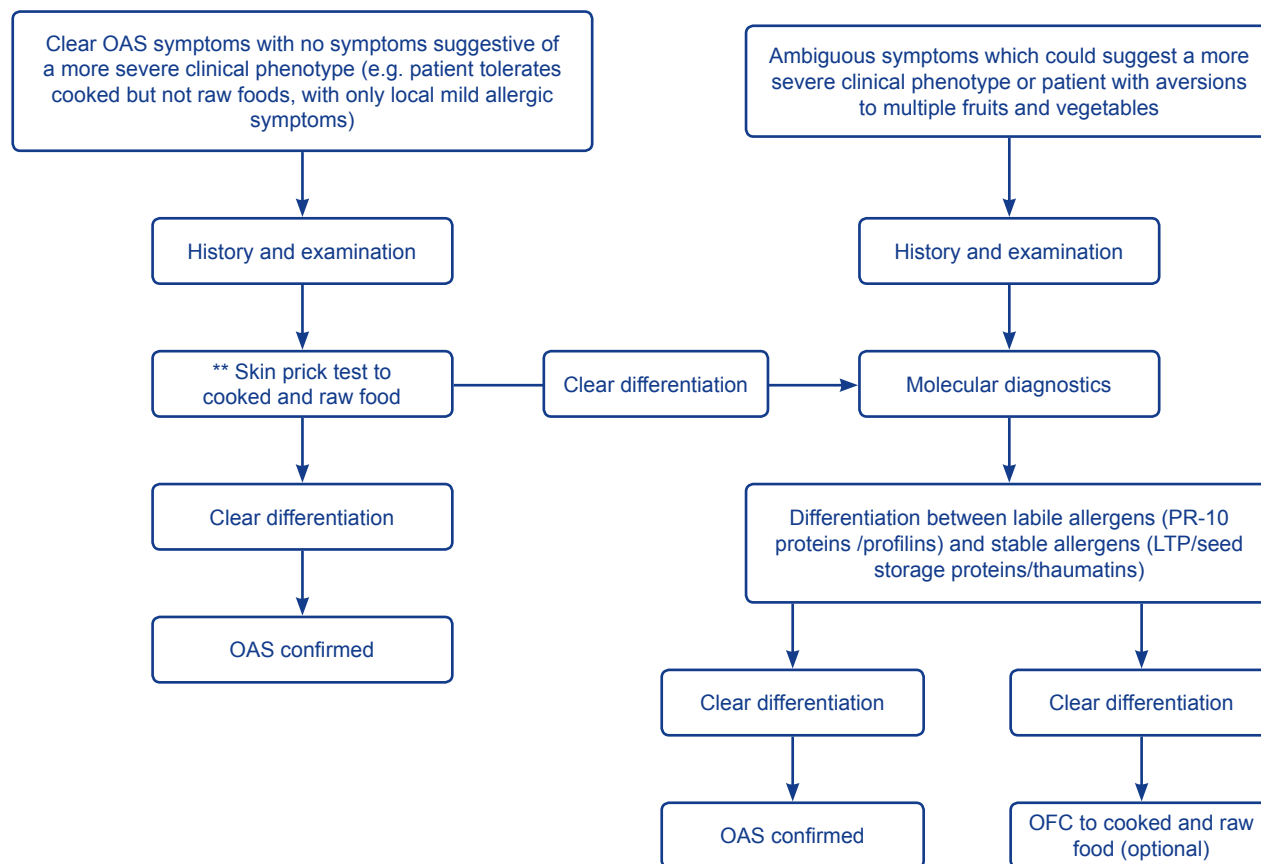 Clear OAS symptoms with no symptoms suggestive of
a more severe clinical phenotype (e.g. patient tolerates
cooked but not raw foods, with only local mild allergic
symptoms)
Ambiguous symptoms which could suggest a more
severe clinical phenotype or patient with aversions
to multiple fruits and vegetables
History and examination
History and examination
** Skin prick test to
cooked and raw food
Clear differentiation
Molecular diagnostics
Clear differentiation
Differentiation between labile allergens (PR-10
proteins /profilins) and stable allergens (LTP/seed
storage proteins/thaumatins)
OAS confirmed
Clear differentiation
Clear differentiation
OAS confirmed
OFC to cooked and raw
food (optional)